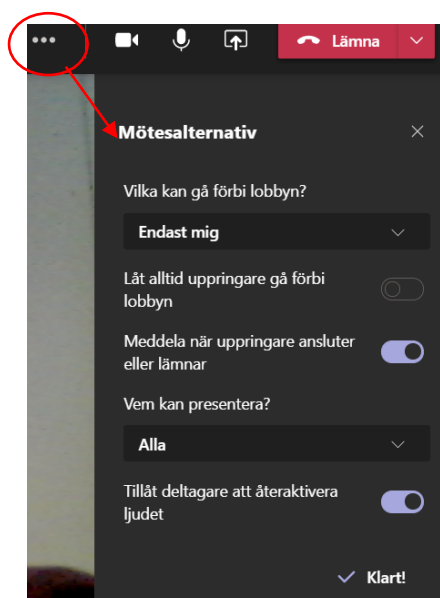 Lämna
Mötesalternativ
Vilka kan gå förbi lobbyn?
Endast mig
Låt alltid uppringare gå förbi
lobbyn
Meddela när uppringare ansluter
eller lämnar
Vem kan presentera?
Alla
Tillåt deltagare att återaktivera
ljudet
Klart!